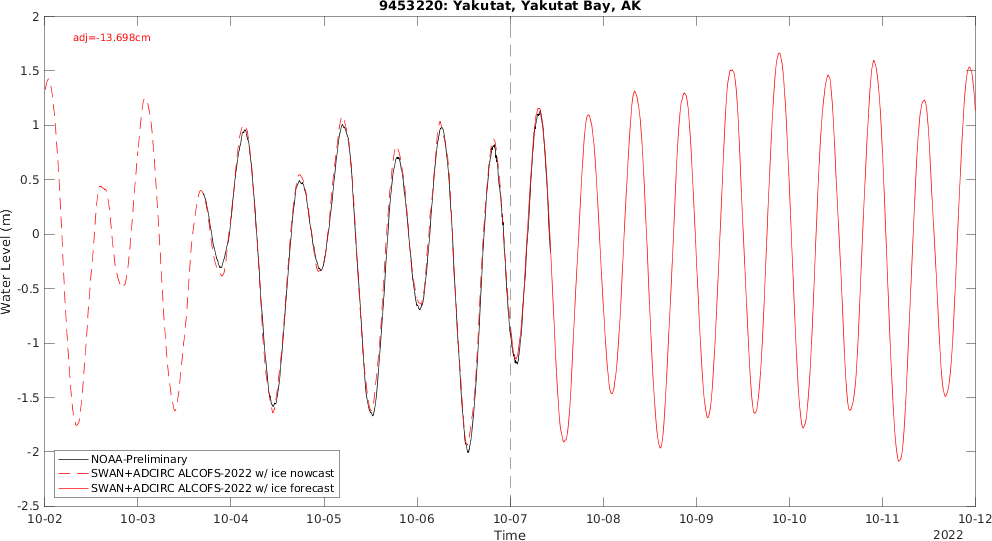 9453220: Yakutat, Yakutat Bay, AK
adj=-13.698cm
2
1.5
1
0.5
0
-0.5
-1
-1.5
-2
-2.5
Water Level (m)
NOAA-Preliminary
SWAN+ADCIRC ALCOFS-2022 w/ ice nowcast
SWAN+ADCIRC ALCOFS-2022 w/ ice forecast
10-02 10-03 10-04 10-05 10-06 10-07 10-08 10-09 10-10 10-11 10-12
Time
2022